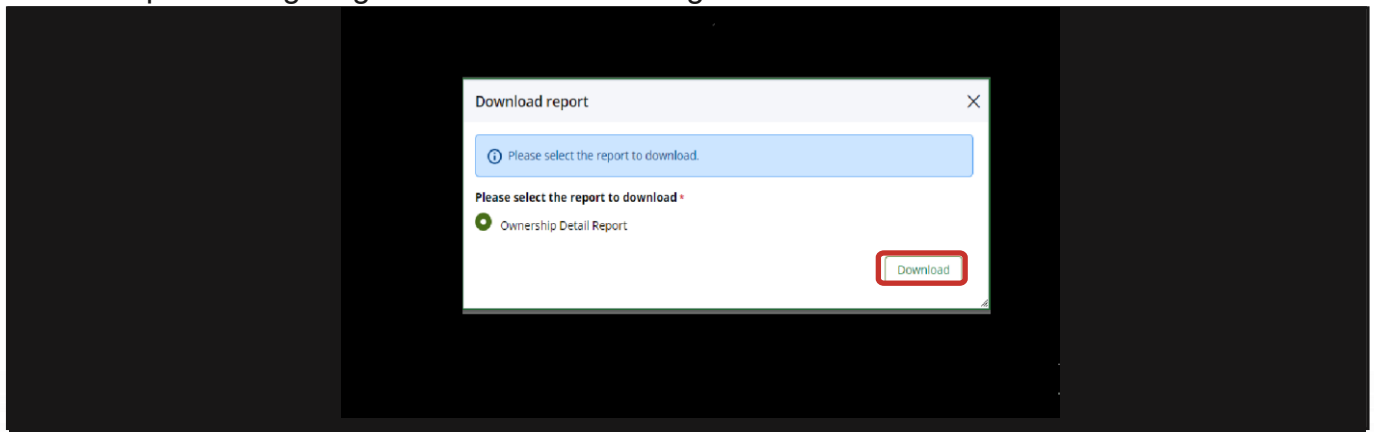 Download report
Please select the report to download.
Please select the report to download *
Ownership Detail Report
Download